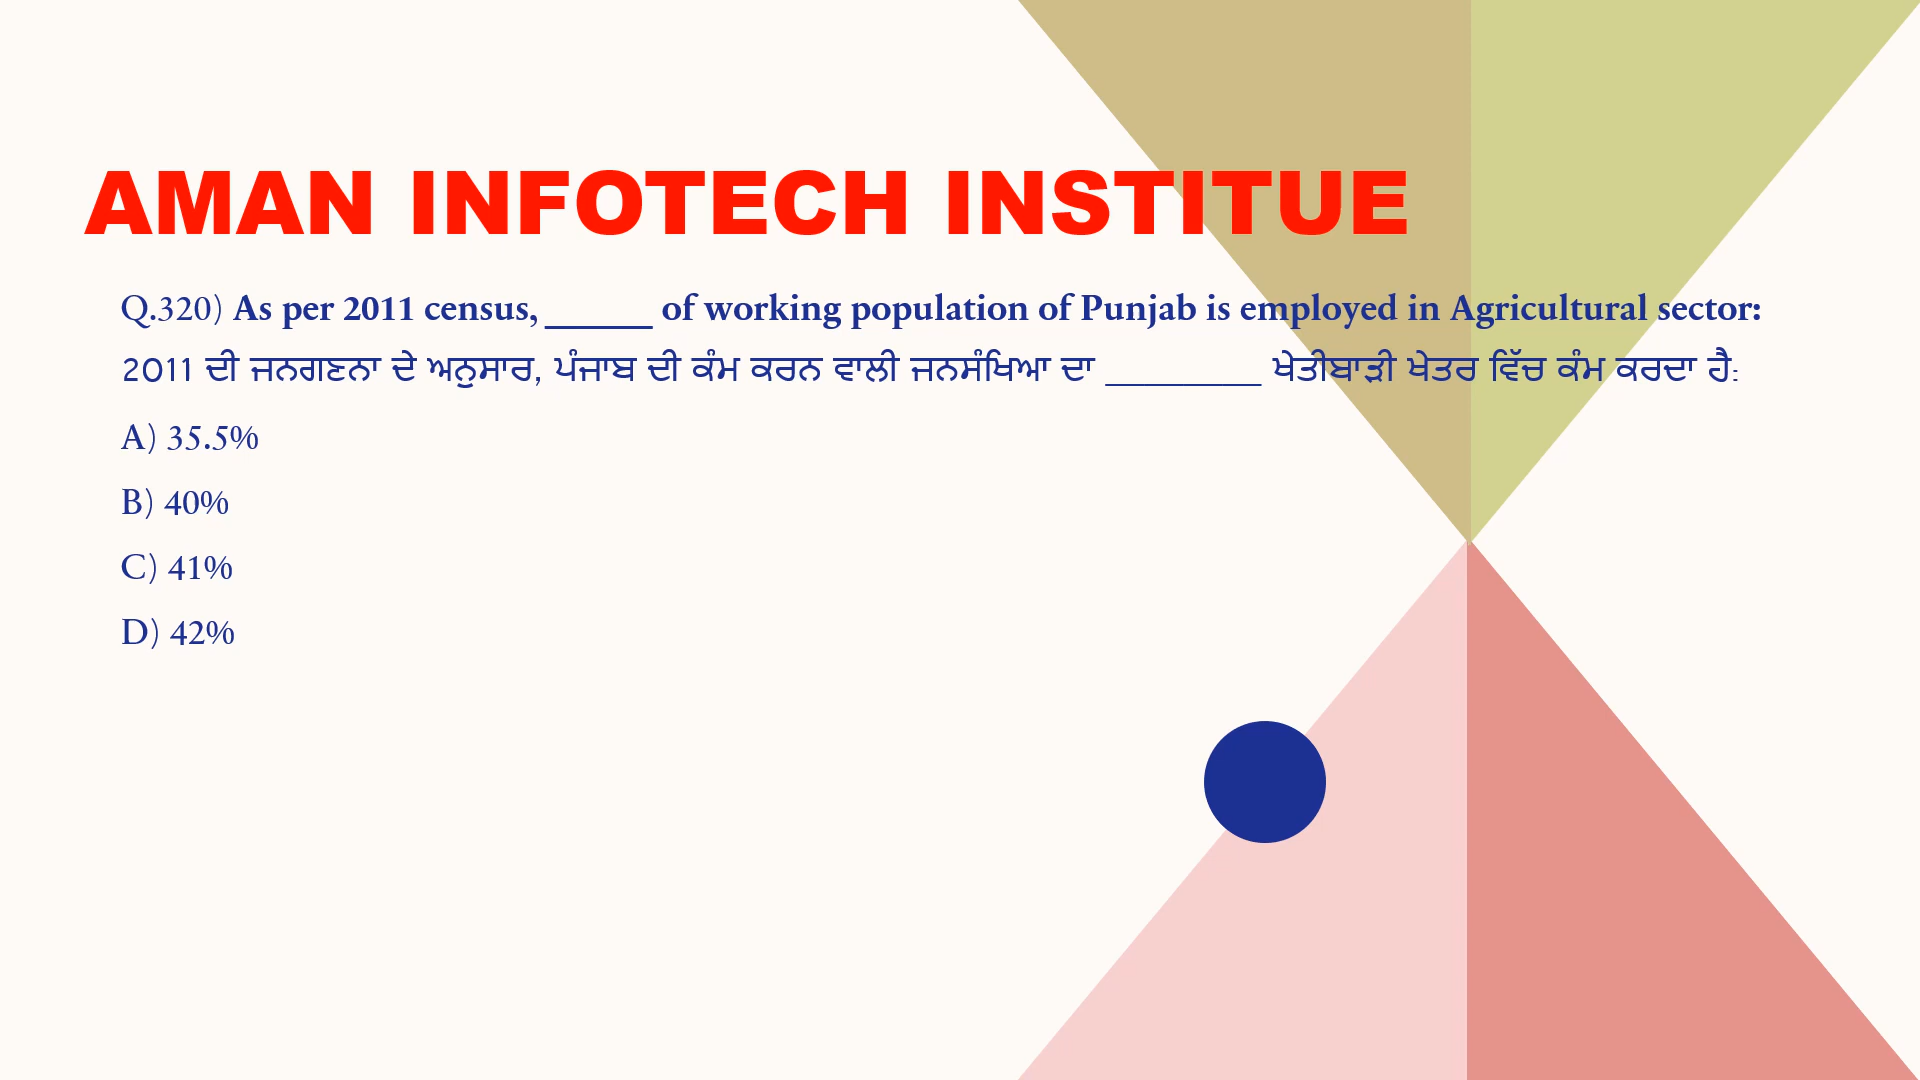 AMAN INFOTECH INSTITUE
Q.320) As per 2011 census, ______ of working population of Punjab is employed in Agricultural sector:
2011 ਦੀ ਜਨਗਣਨਾ ਦੇ ਅਨੁਸਾਰ, ਪੰਜਾਬ ਦੀ ਕੰਮ ਕਰਨ ਵਾਲੀ ਜਨਸੰਖਿਆ ਦਾ ________ ਖੇਤੀਬਾੜੀ ਖੇਤਰ ਵਿੱਚ ਕੰਮ ਕਰਦਾ ਹੈ:
A) 35.5%
B) 40%
C) 41%
D) 42%